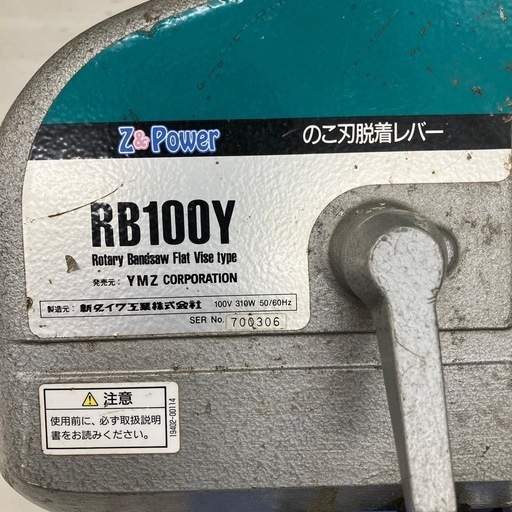 Z&Power
のこ刃脱着レバー
RB100Y
Rotary Bandsaw Flat Vise type
発売元: YMZ CORPORATION
製造元: 新ダイワ工業株式会社 100V 310W 50/60Hz
SER No. 700306
注意
使用前に、必ず取扱説明
書をお読みください。
19402-00114